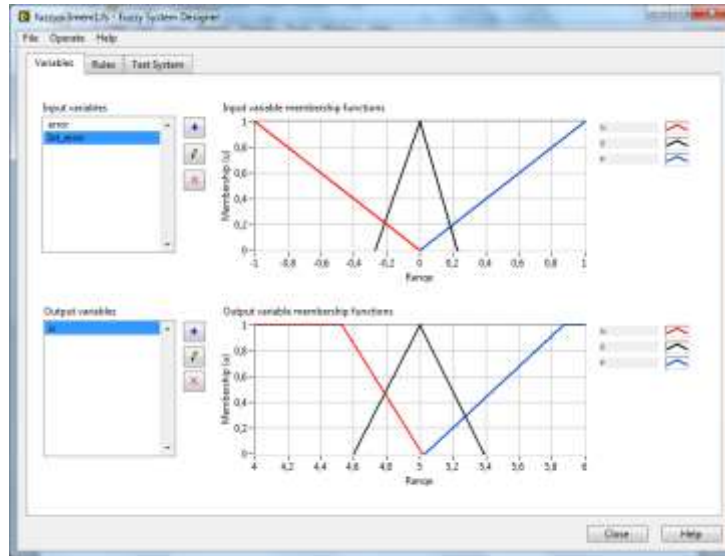 Fuzzy System Designer
File Operate Help
Variables Rules Test System
Input variables
error
Input variable membership functions
Membership (u)
1
0,8
0,6
0,4
0,2
0
-1 -0,8 -0,6 -0,4 -0,2 0 0,2 0,4 0,6 0,8 1
Range
Output variables
Output variable membership functions
Membership (u)
1
0,8
0,6
0,4
0,2
0
4 4,2 4,4 4,6 4,8 5 5,2 5,4 5,6 5,8 6
Range
Close Help